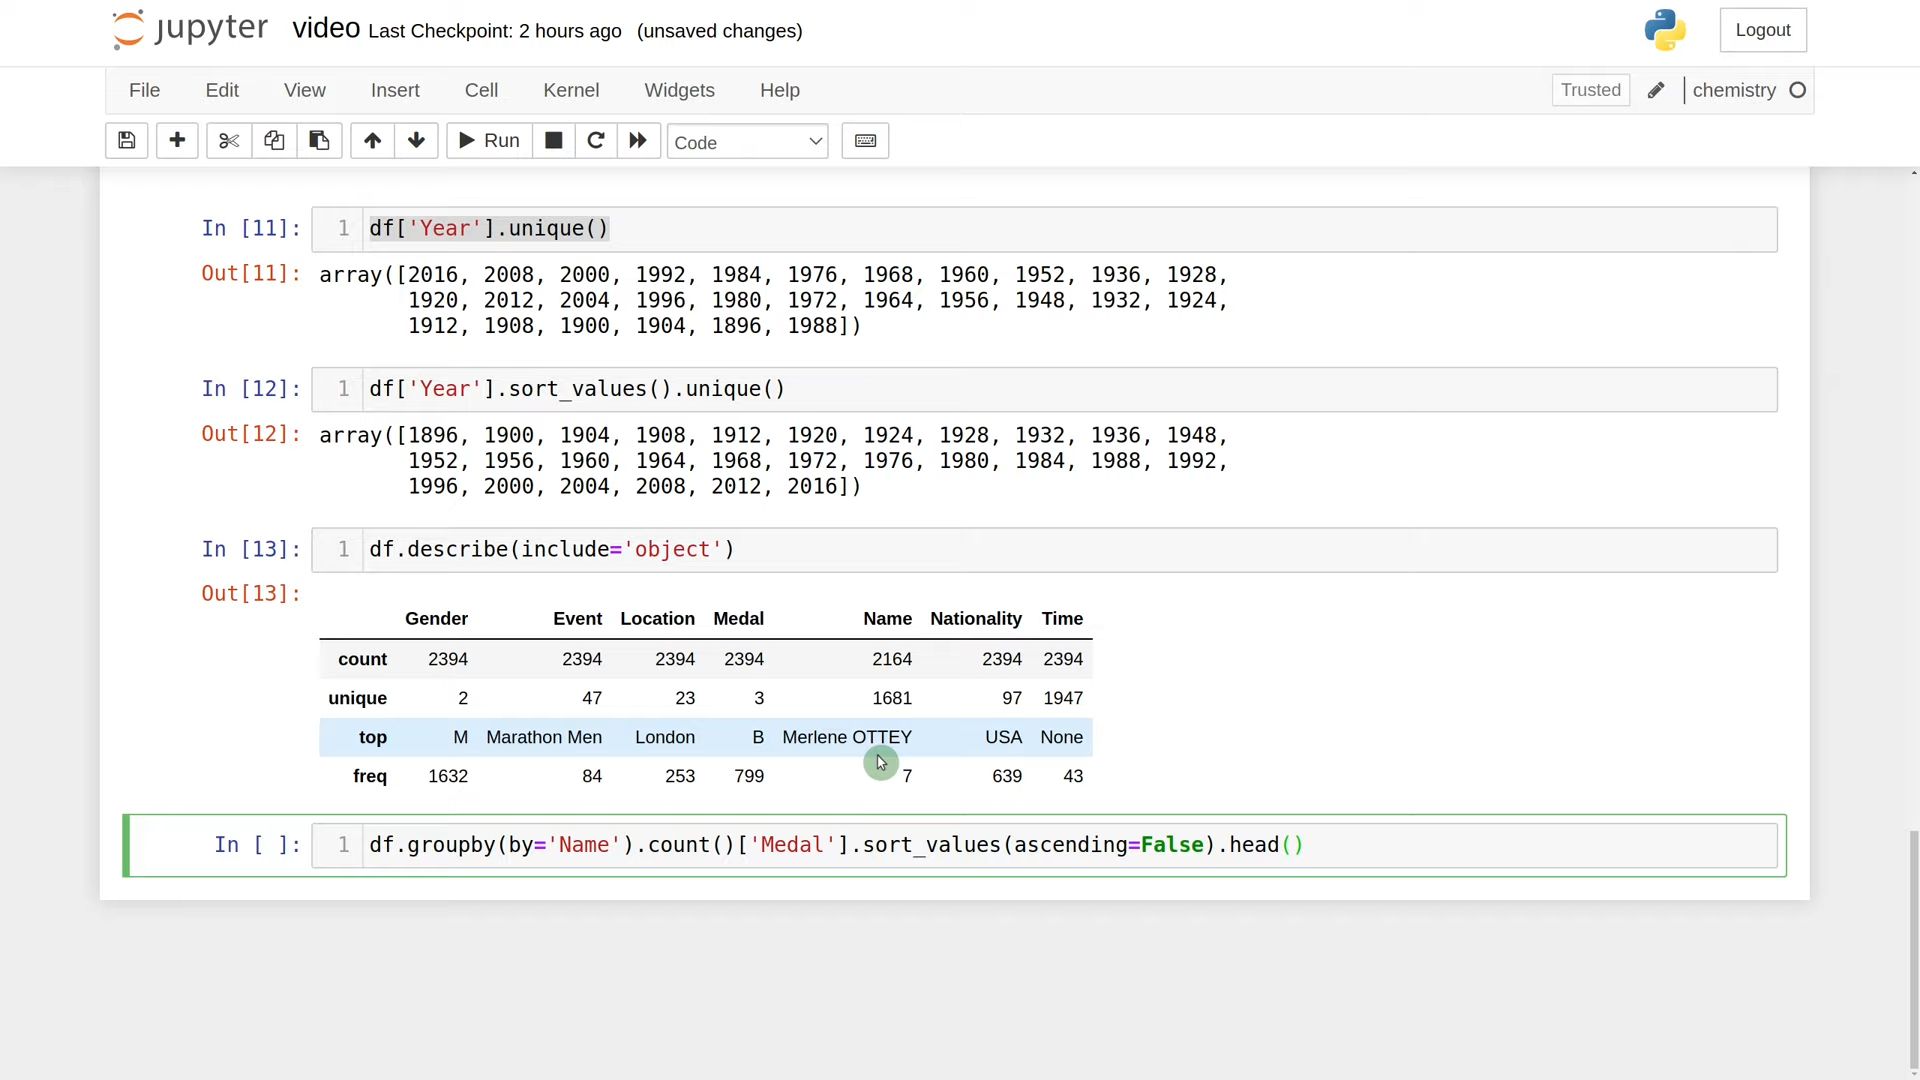 jupyter video Last Checkpoint: 2 hours ago (unsaved changes) Logout
File Edit View Insert Cell Kernel Widgets Help Trusted chemistry
Run Code
In [11]: 1 df['Year'].unique()
Out[11]: array([2016, 2008, 2000, 1992, 1984, 1976, 1968, 1960, 1952, 1936, 1928,
1920, 2012, 2004, 1996, 1980, 1972, 1964, 1956, 1948, 1932, 1924,
1912, 1908, 1900, 1904, 1896, 1988])
In [12]: 1 df['Year'].sort_values().unique()
Out[12]: array([1896, 1900, 1904, 1908, 1912, 1920, 1924, 1928, 1932, 1936, 1948,
1952, 1956, 1960, 1964, 1968, 1972, 1976, 1980, 1984, 1988, 1992,
1996, 2000, 2004, 2008, 2012, 2016])
In [13]: 1 df.describe(include='object')
Out[13]:
Gender Event Location Medal Name Nationality Time
count 2394 2394 2394 2394 2164 2394 2394
unique 2 47 23 3 1681 97 1947
top M Marathon Men London B Merlene OTTEY USA None
freq 1632 84 253 799 7 639 43
In [ ]: 1 df.groupby(by='Name').count()['Medal'].sort_values(ascending=False).head()